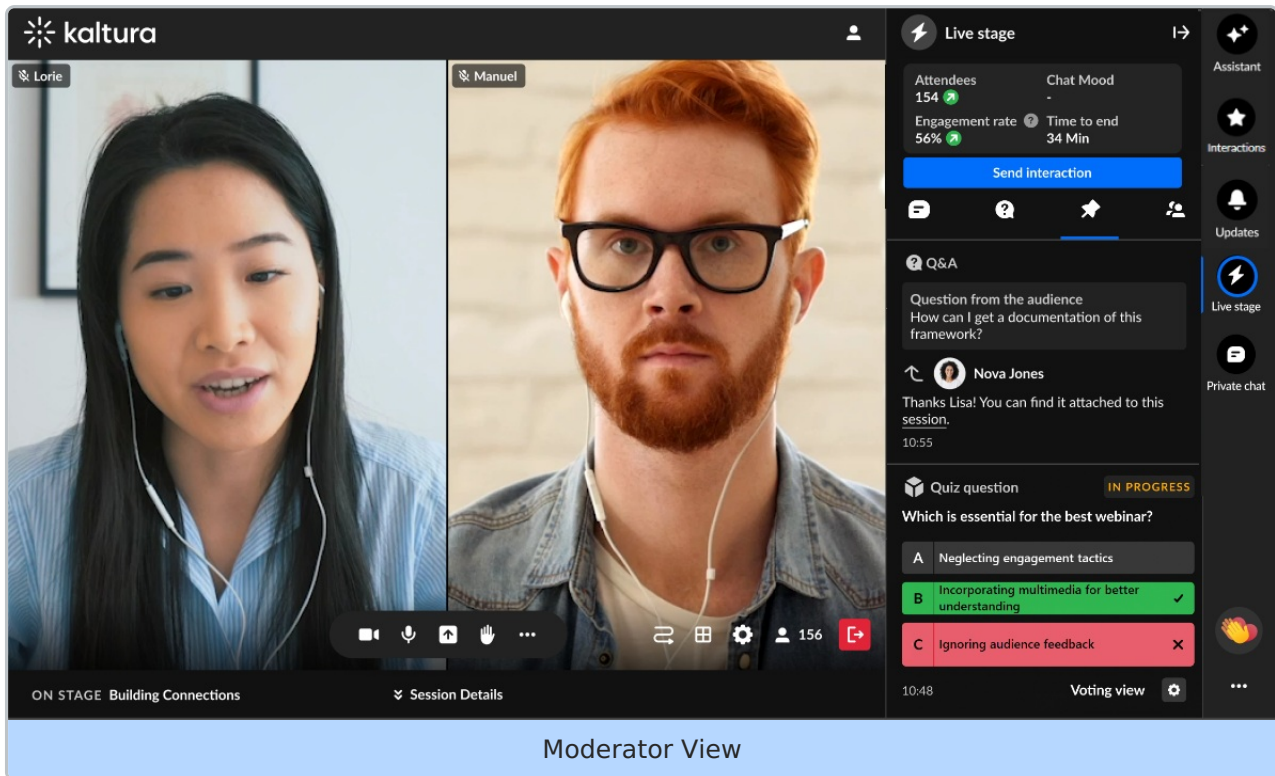 kaltura
Lorie
Manuel
ON STAGE Building Connections
Session Details
156
Live stage
Attendees
154
Chat Mood
-
Engagement rate ?
56%
Time to end
34 Min
Send interaction
Q&A
Question from the audience
How can I get a documentation of this
framework?
Nova Jones
Thanks Lisa! You can find it attached to this
session.
10:55
Quiz question
IN PROGRESS
Which is essential for the best webinar?
A Neglecting engagement tactics
B Incorporating multimedia for better
understanding
C Ignoring audience feedback
10:48
Voting view
Assistant
Interactions
Updates
Live stage
Private chat
Moderator View